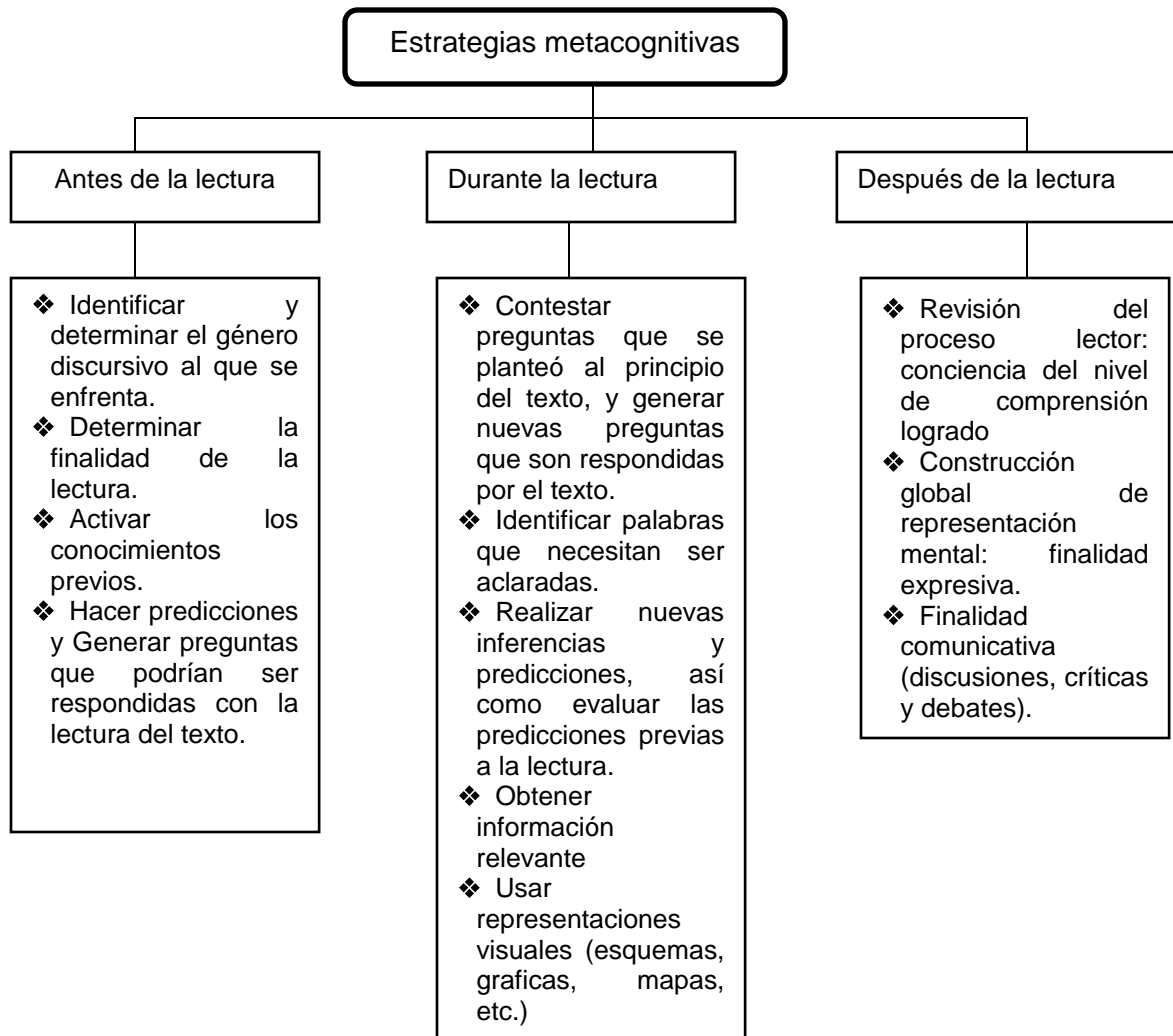 Estrategias metacognitivas
Antes de la lectura
❖ Identificar y
determinar el género
discursivo al que se
enfrenta.
❖ Determinar la
finalidad de la
lectura.
❖ Activar los
conocimientos
previos.
❖ Hacer predicciones
y Generar preguntas
que podrían ser
respondidas con la
lectura del texto.
Durante la lectura
❖ Contestar
preguntas que se
planteó al principio
del texto, y generar
nuevas preguntas
que son respondidas
por el texto.
❖ Identificar palabras
que necesitan ser
aclaradas.
❖ Realizar nuevas
inferencias y
predicciones, así
como evaluar las
predicciones previas
a la lectura.
❖ Obtener
información
relevante
❖ Usar
representaciones
visuales (esquemas,
graficas, mapas,
etc.)
Después de la lectura
❖ Revisión del
proceso lector:
conciencia del nivel
de comprensión
logrado
❖ Construcción
global de
representación
mental: finalidad
expresiva.
❖ Finalidad
comunicativa
(discusiones, críticas
y debates).